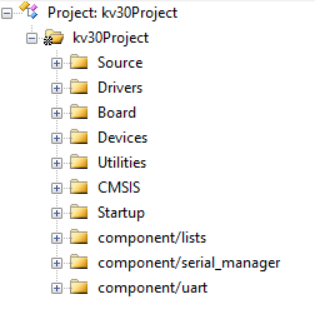 Project: kv30Project
kv30Project
Source
Drivers
Board
Devices
Utilities
CMSIS
Startup
component/lists
component/serial_manager
component/uart